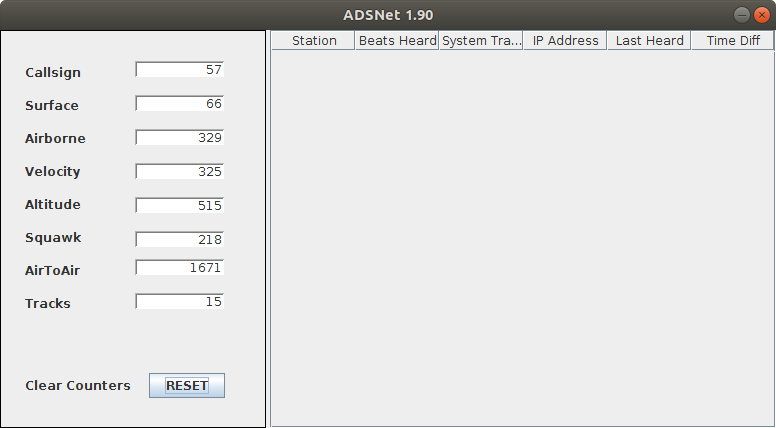 ADSNet 1.90
Station Beats Heard System Tra... IP Address Last Heard Time Diff
Callsign 57
Surface 66
Airborne 329
Velocity 325
Altitude 515
Squawk 218
AirToAir 1671
Tracks 15
Clear Counters RESET